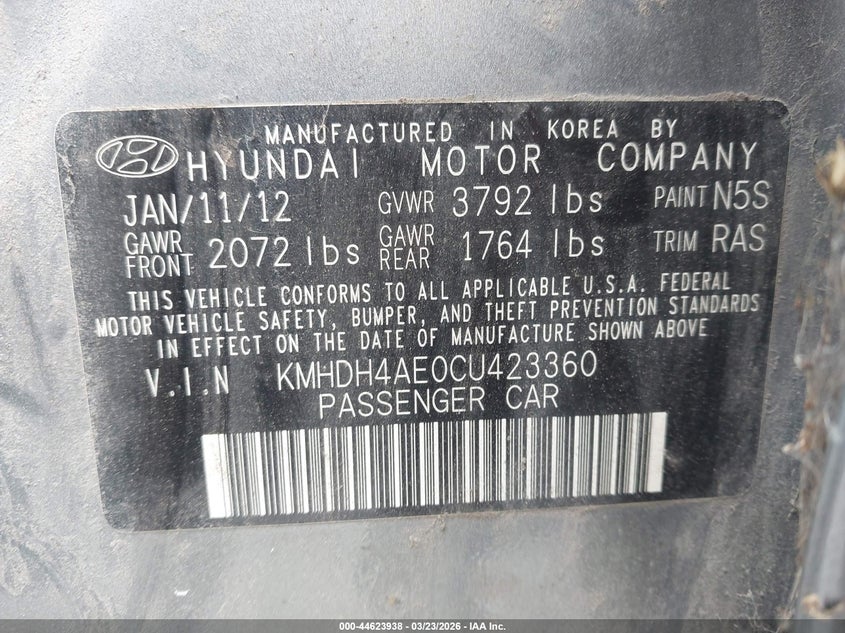 MANUFACTURED IN KOREA BY
HYUNDAI MOTOR COMPANY
JAN/11/12 GVWR 3792 lbs PAINT N5S
GAWR FRONT 2072 lbs GAWR REAR 1764 lbs TRIM RAS
THIS VEHICLE CONFORMS TO ALL APPLICABLE U.S.A. FEDERAL
MOTOR VEHICLE SAFETY, BUMPER, AND THEFT PREVENTION STANDARDS
IN EFFECT ON THE DATE OF MANUFACTURE SHOWN ABOVE
V.I.N KMHDH4AE0CU423360
PASSENGER CAR
000-44623938 - 03/23/2026 - IAA Inc.